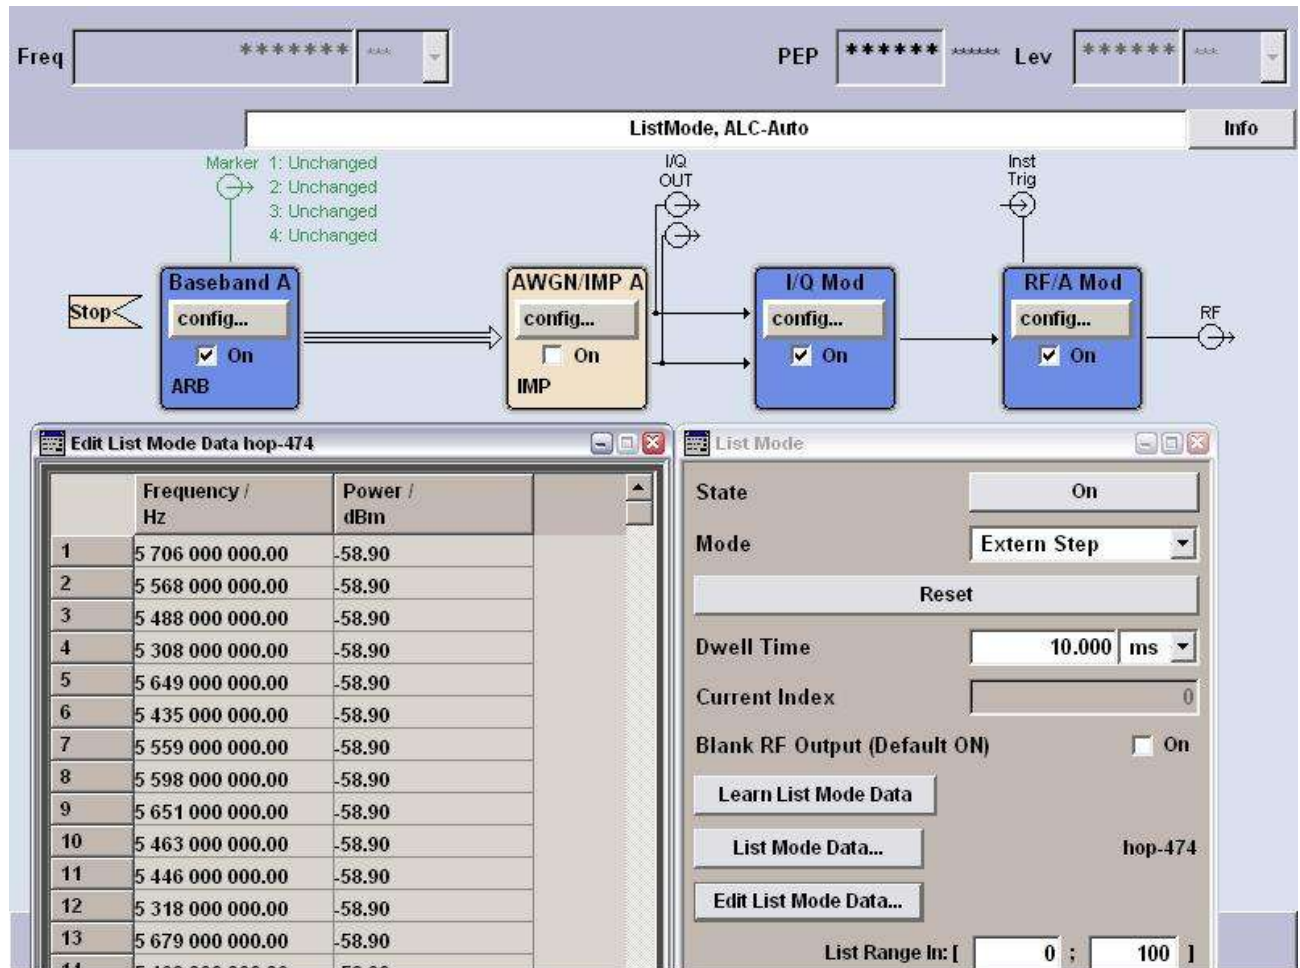 Freq ******* *** PEP ****** ****** Lev ****** ***
ListMode, ALC-Auto Info
Marker 1: Unchanged
2: Unchanged
3: Unchanged
4: Unchanged
I/Q
OUT
Inst
Trig
Stop
Baseband A
config...
On
ARB
AWGN/IMP A
config...
On
IMP
I/Q Mod
config...
On
RF/A Mod
config...
On
RF
Edit List Mode Data hop-474
Frequency / Hz Power / dBm
1 5 706 000 000.00 -58.90
2 5 568 000 000.00 -58.90
3 5 488 000 000.00 -58.90
4 5 308 000 000.00 -58.90
5 5 649 000 000.00 -58.90
6 5 435 000 000.00 -58.90
7 5 559 000 000.00 -58.90
8 5 598 000 000.00 -58.90
9 5 651 000 000.00 -58.90
10 5 463 000 000.00 -58.90
11 5 446 000 000.00 -58.90
12 5 318 000 000.00 -58.90
13 5 679 000 000.00 -58.90
List Mode
State On
Mode Extern Step
Reset
Dwell Time 10.000 ms
Current Index 0
Blank RF Output (Default ON) On
Learn List Mode Data
List Mode Data... hop-474
Edit List Mode Data...
List Range In: [ 0 ; 100 ]